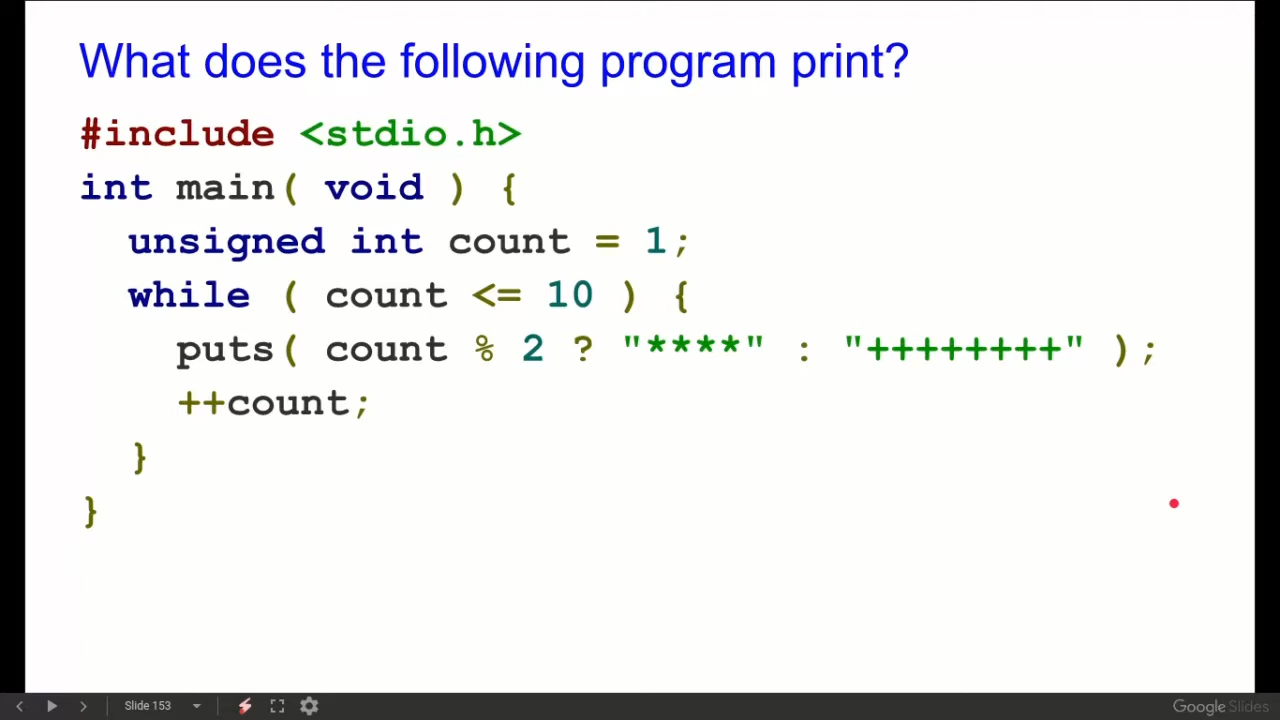 What does the following program print?
#include <stdio.h>
int main( void ) {
  unsigned int count = 1;
  while ( count <= 10 ) {
    puts( count % 2 ? "****" : "++++++++" );
    ++count;
  }
}
Slide 153
Google Slides